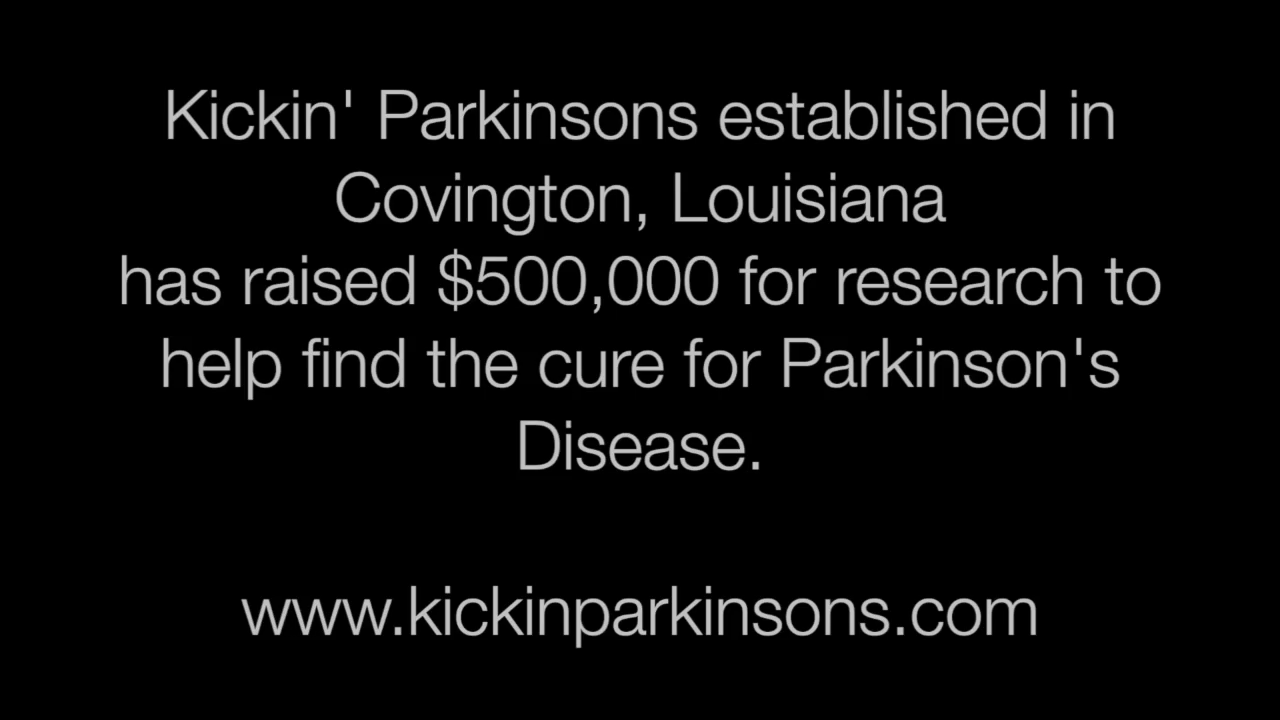 Kickin' Parkinsons established in
Covington, Louisiana
has raised $500,000 for research to
help find the cure for Parkinson's
Disease.
www.kickinparkinsons.com